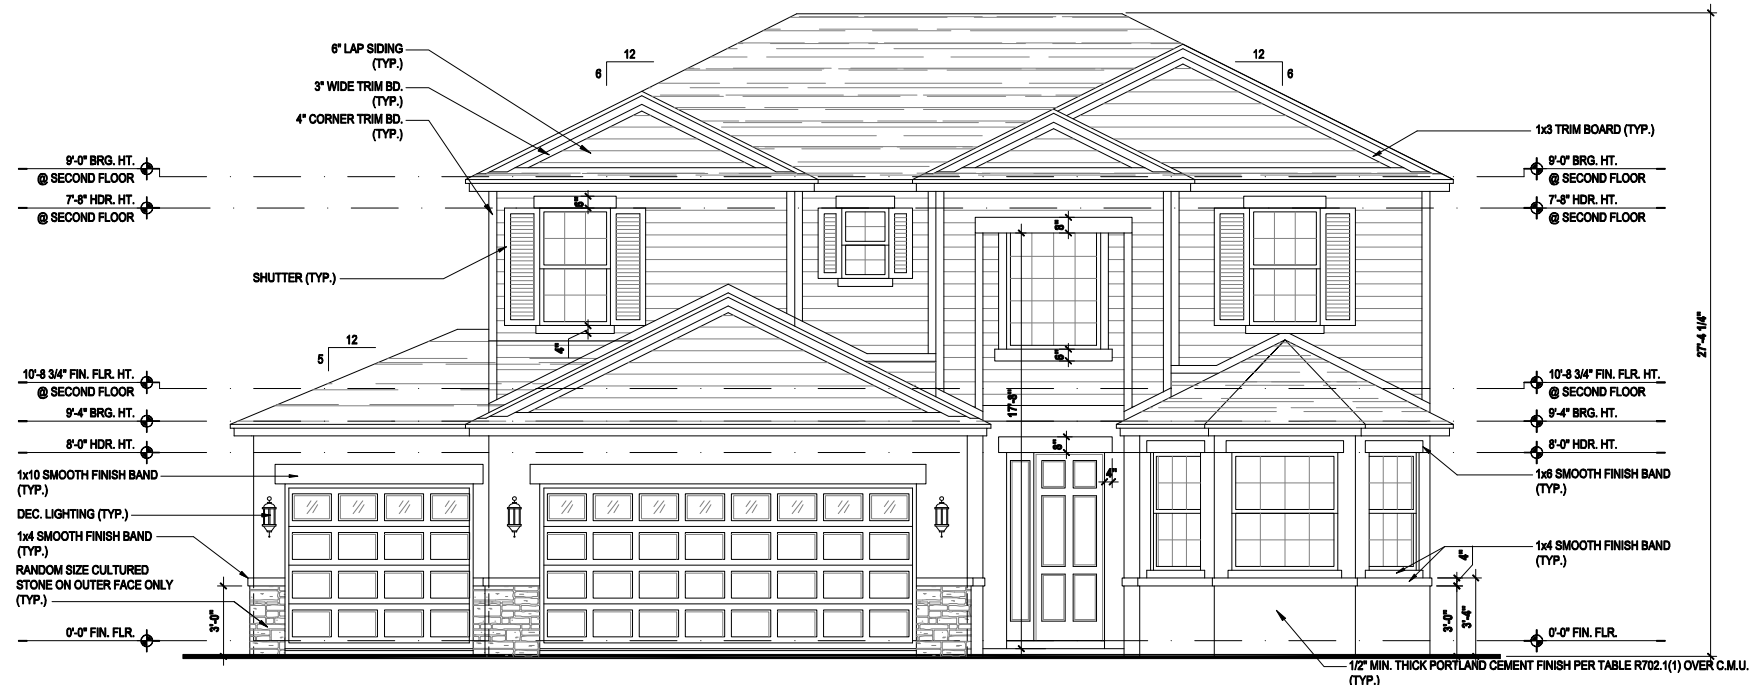 6" LAP SIDING
(TYP.)
12
6
3" WIDE TRIM BD.
(TYP.)
4" CORNER TRIM BD.
(TYP.)
12
6
1x3 TRIM BOARD (TYP.)
9'-0" BRG. HT.
@ SECOND FLOOR
7'-8" HDR. HT.
@ SECOND FLOOR
9'-0" BRG. HT.
@ SECOND FLOOR
7'-8" HDR. HT.
@ SECOND FLOOR
8"
SHUTTER (TYP.)
4"
6"
17'-8"
27'-4 1/4"
12
5
10'-8 3/4" FIN. FLR. HT.
@ SECOND FLOOR
9'-4" BRG. HT.
8'-0" HDR. HT.
10'-8 3/4" FIN. FLR. HT.
@ SECOND FLOOR
9'-4" BRG. HT.
8'-0" HDR. HT.
8"
4"
1x10 SMOOTH FINISH BAND
(TYP.)
DEC. LIGHTING (TYP.)
1x4 SMOOTH FINISH BAND
(TYP.)
RANDOM SIZE CULTURED
STONE ON OUTER FACE ONLY
(TYP.)
3'-0"
0'-0" FIN. FLR.
1x6 SMOOTH FINISH BAND
(TYP.)
1x4 SMOOTH FINISH BAND
(TYP.)
4"
3'-0"
3'-4"
0'-0" FIN. FLR.
1/2" MIN. THICK PORTLAND CEMENT FINISH PER TABLE R702.1(1) OVER C.M.U.
(TYP.)